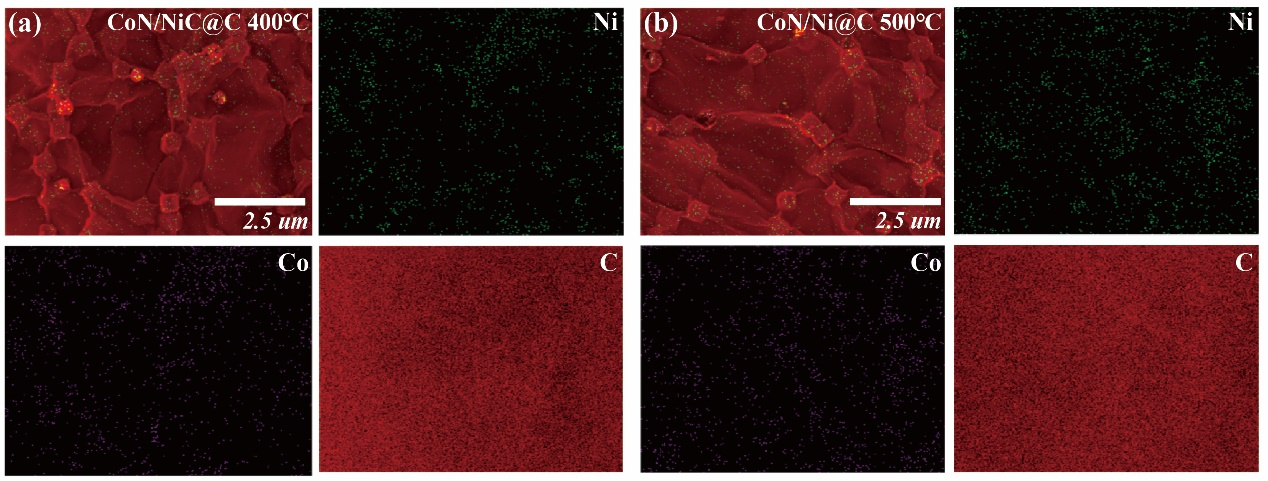 (a) CoN/NiC@C 400℃
Ni
(b) CoN/Ni@C 500℃
Ni
2.5 um
2.5 um
Co
C
Co
C